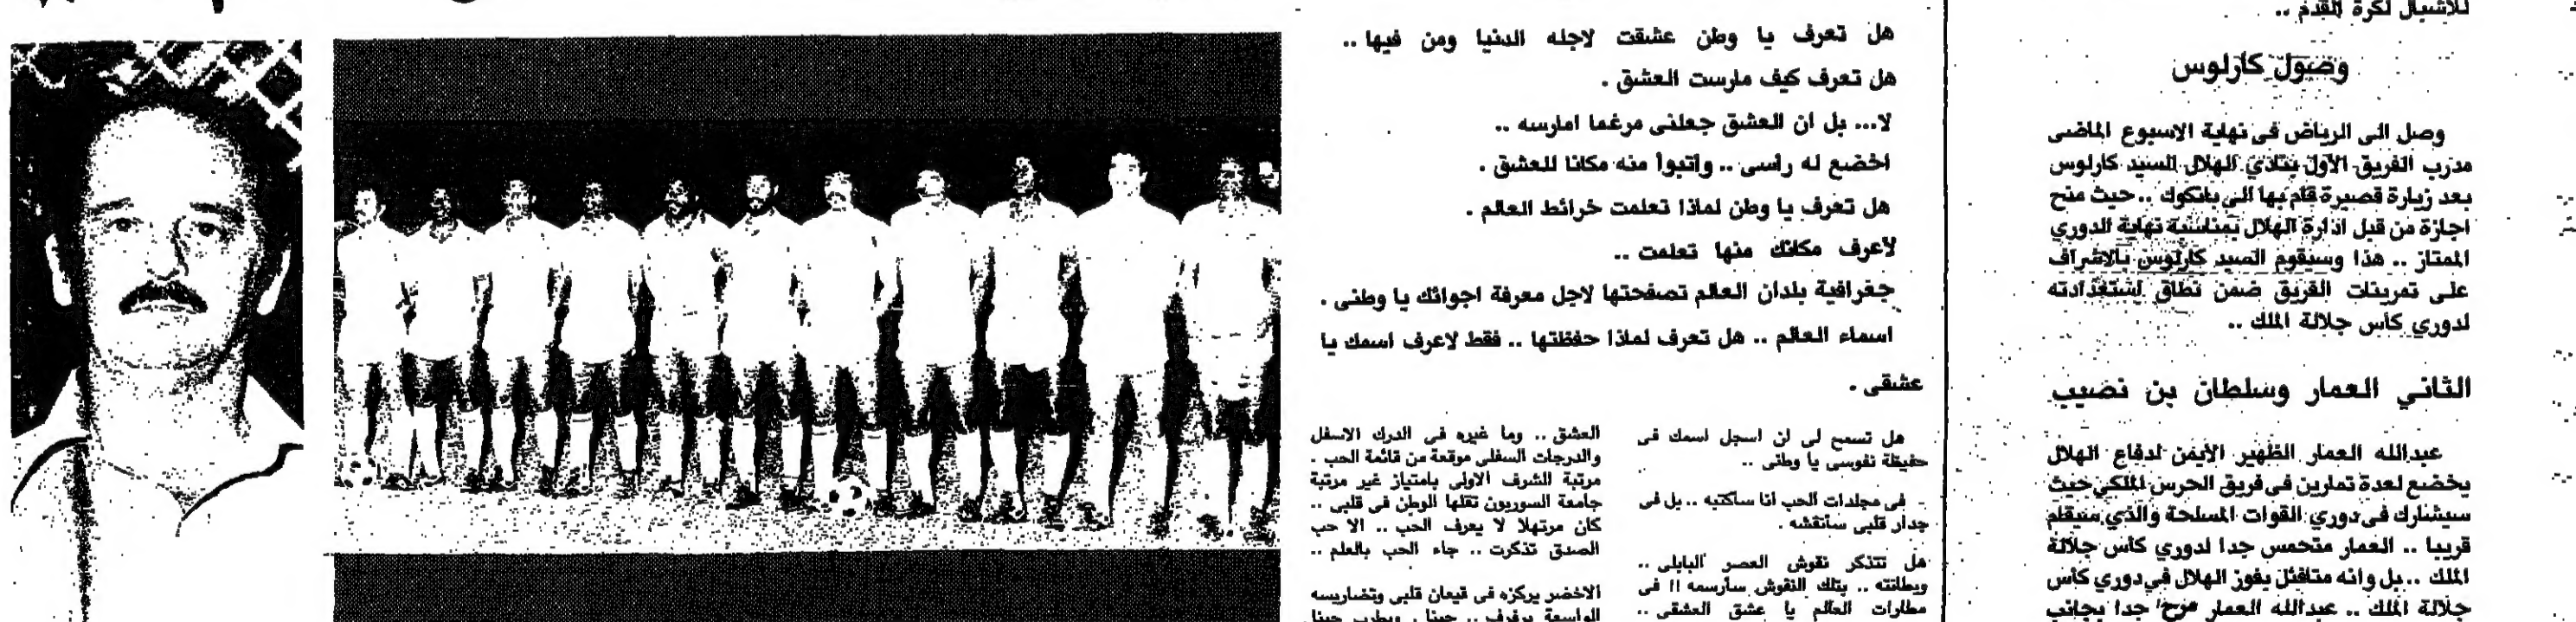 هل تعرف يا وطن عشقت لاجله الدنيا ومن فيها ..
هل تعرف كيف مارست العشق .
لا... بل ان العشق جعلنى مرغما امارسه ..
اخضع له راسى .. واتبوأ منه مكانا للعشق .
هل تعرف يا وطن لماذا تعلمت خرائط العالم .
لاعرف مكانك منها تعلمت ..
جغرافية بلدان العالم تصفحتها لاجل معرفة اجوائك يا وطنى .
اسماء العالم .. هل تعرف لماذا حفظتها .. فقط لاعرف اسمك يا
عشقى .
هل تسمح لى ان اسجل اسمك فى
حفيظة نفوسى يا وطنى ..
- فى مجلدات الحب انا ساكتبه .. بل فى
جدار قلبى سأنقشه .
هل تتذكر نقوش العصر البابلى ..
وبطانته .. بتلك النقوش سأرسمه !! فى
مطارات العالم يا عشق العشقى ..
العشق .. وما غيره فى الدرك الاسفل
والدرجات السفلى موقعة من قائمة الحب .
مرتبة الشرف الاولى بامتياز غير مرتبة
جامعة السوربون تقلها الوطن فى قلبى ..
كان مرتهلا لا يعرف الحب .. الا حب
الصدق تذكرت .. جاء الحب بالعلم ..
الاخضر يركزه فى قيعان قلبى وتضاريسه
الواسعة يرفرف .. حينا . ويطرب حينا
للاشبال لكرة القدم ..
وصول كارلوس
وصل الى الرياض فى نهاية الاسبوع الماضى
مدرب الفريق الأول بنادي الهلال السيد كارلوس
بعد زيارة قصيرة قام بها الى بانكوك .. حيث منح
اجازة من قبل ادارة الهلال بمناسبة نهاية الدوري
الممتاز .. هذا وسيقوم السيد كارلوس بالاشراف
على تمرينات الفريق ضمن نطاق استعداداته
لدوري كأس جلالة الملك ..
الثاني العمار وسلطان بن نصيب
عبدالله العمار الظهير الأيمن لدفاع الهلال
يخضع لعدة تمارين فى فريق الحرس الملكي حيث
سيشارك فى دوري القوات المسلحة والذي سيقام
قريبا .. العمار متحمس جدا لدوري كأس جلالة
الملك .. بل وانه متافئل بفوز الهلال في دوري كأس
جلالة الملك .. عبدالله العمار مرح جدا بجانب